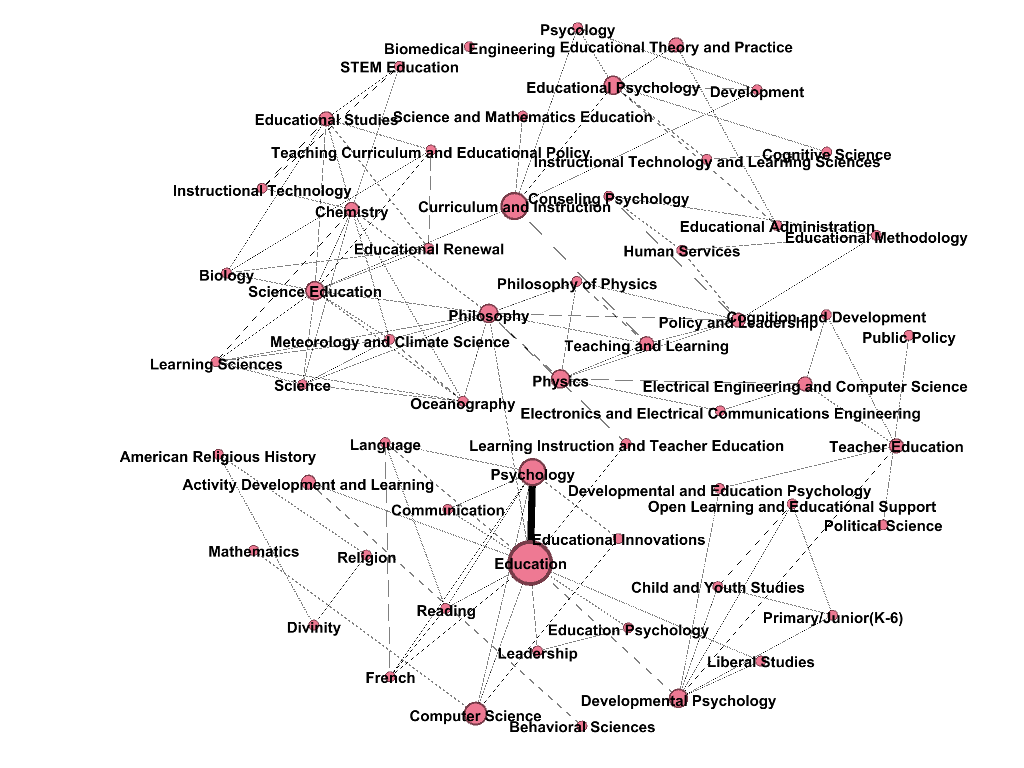 Psycology
Biomedical Engineering
Educational Theory and Practice
STEM Education
Educational Psychology
Development
Educational Studies
Science and Mathematics Education
Teaching Curriculum and Educational Policy
Instructional Technology and Learning Sciences
Cognitive Science
Instructional Technology
Conseling Psychology
Chemistry
Curriculum and Instruction
Educational Administration
Educational Methodology
Educational Renewal
Human Services
Biology
Philosophy of Physics
Science Education
Philosophy
Policy and Leadership
Cognition and Development
Public Policy
Meteorology and Climate Science
Teaching and Learning
Learning Sciences
Science
Physics
Electrical Engineering and Computer Science
Oceanography
Electronics and Electrical Communications Engineering
Language
Learning Instruction and Teacher Education
Teacher Education
American Religious History
Psychology
Activity Development and Learning
Developmental and Education Psychology
Communication
Open Learning and Educational Support
Political Science
Educational Innovations
Mathematics
Religion
Education
Child and Youth Studies
Reading
Primary/Junior(K-6)
Divinity
Education Psychology
Leadership
Liberal Studies
French
Developmental Psychology
Computer Science
Behavioral Sciences